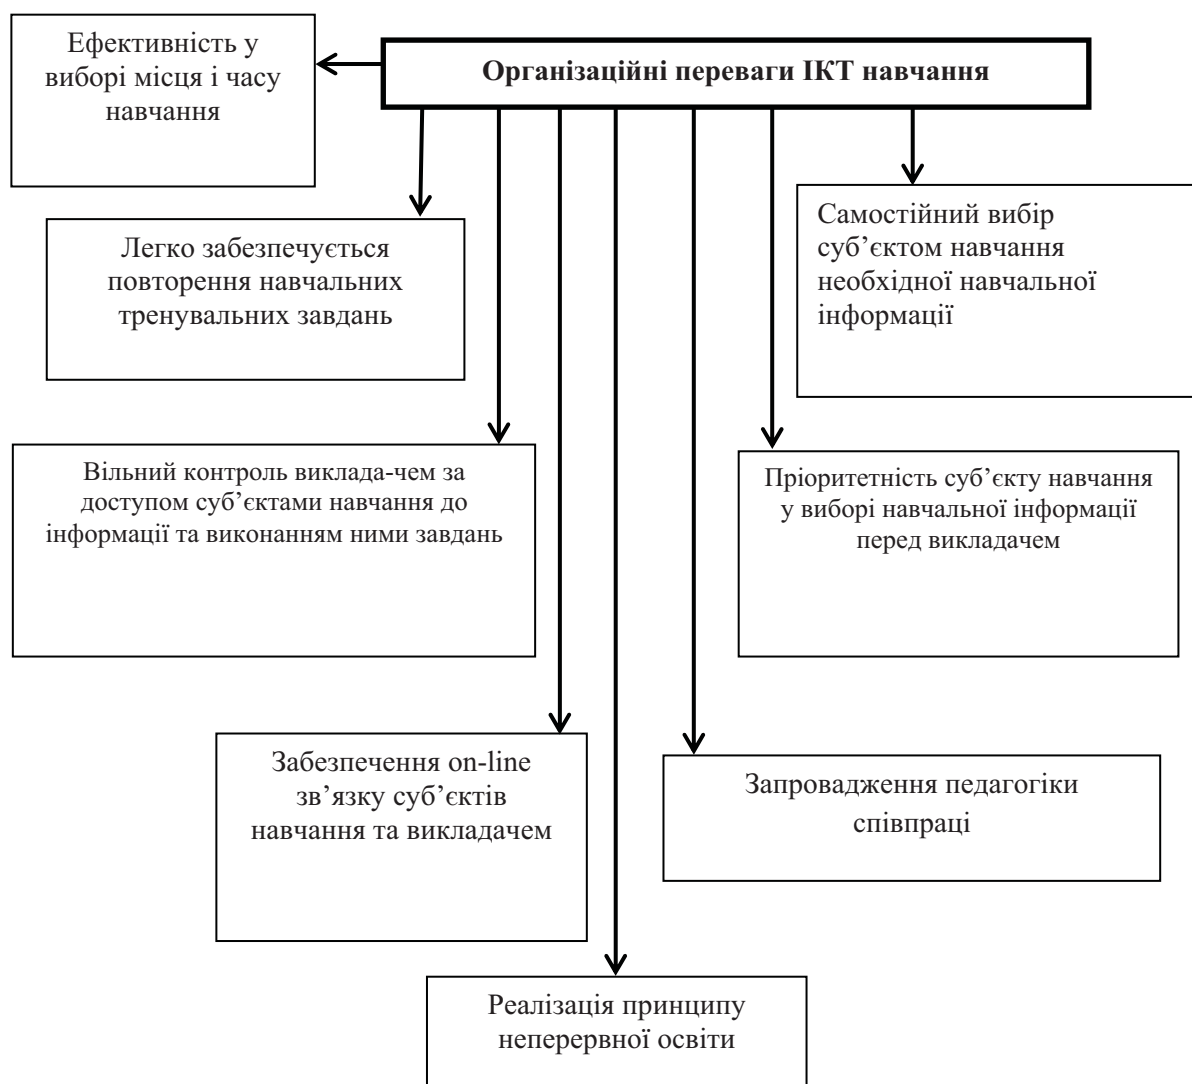 Ефективність у
виборі місця і часу
навчання
Організаційні переваги ІКТ навчання
Легко забезпечується
повторення навчальних
тренувальних завдань
Самостійний вибір
суб’єктом навчання
необхідної навчальної
інформації
Вільний контроль виклада-чем за
доступом суб’єктами навчання до
інформації та виконанням ними завдань
Пріоритетність суб’єкту навчання
у виборі навчальної інформації
перед викладачем
Забезпечення on-line
зв’язку суб’єктів
навчання та викладачем
Запровадження педагогіки
співпраці
Реалізація принципу
неперервної освіти